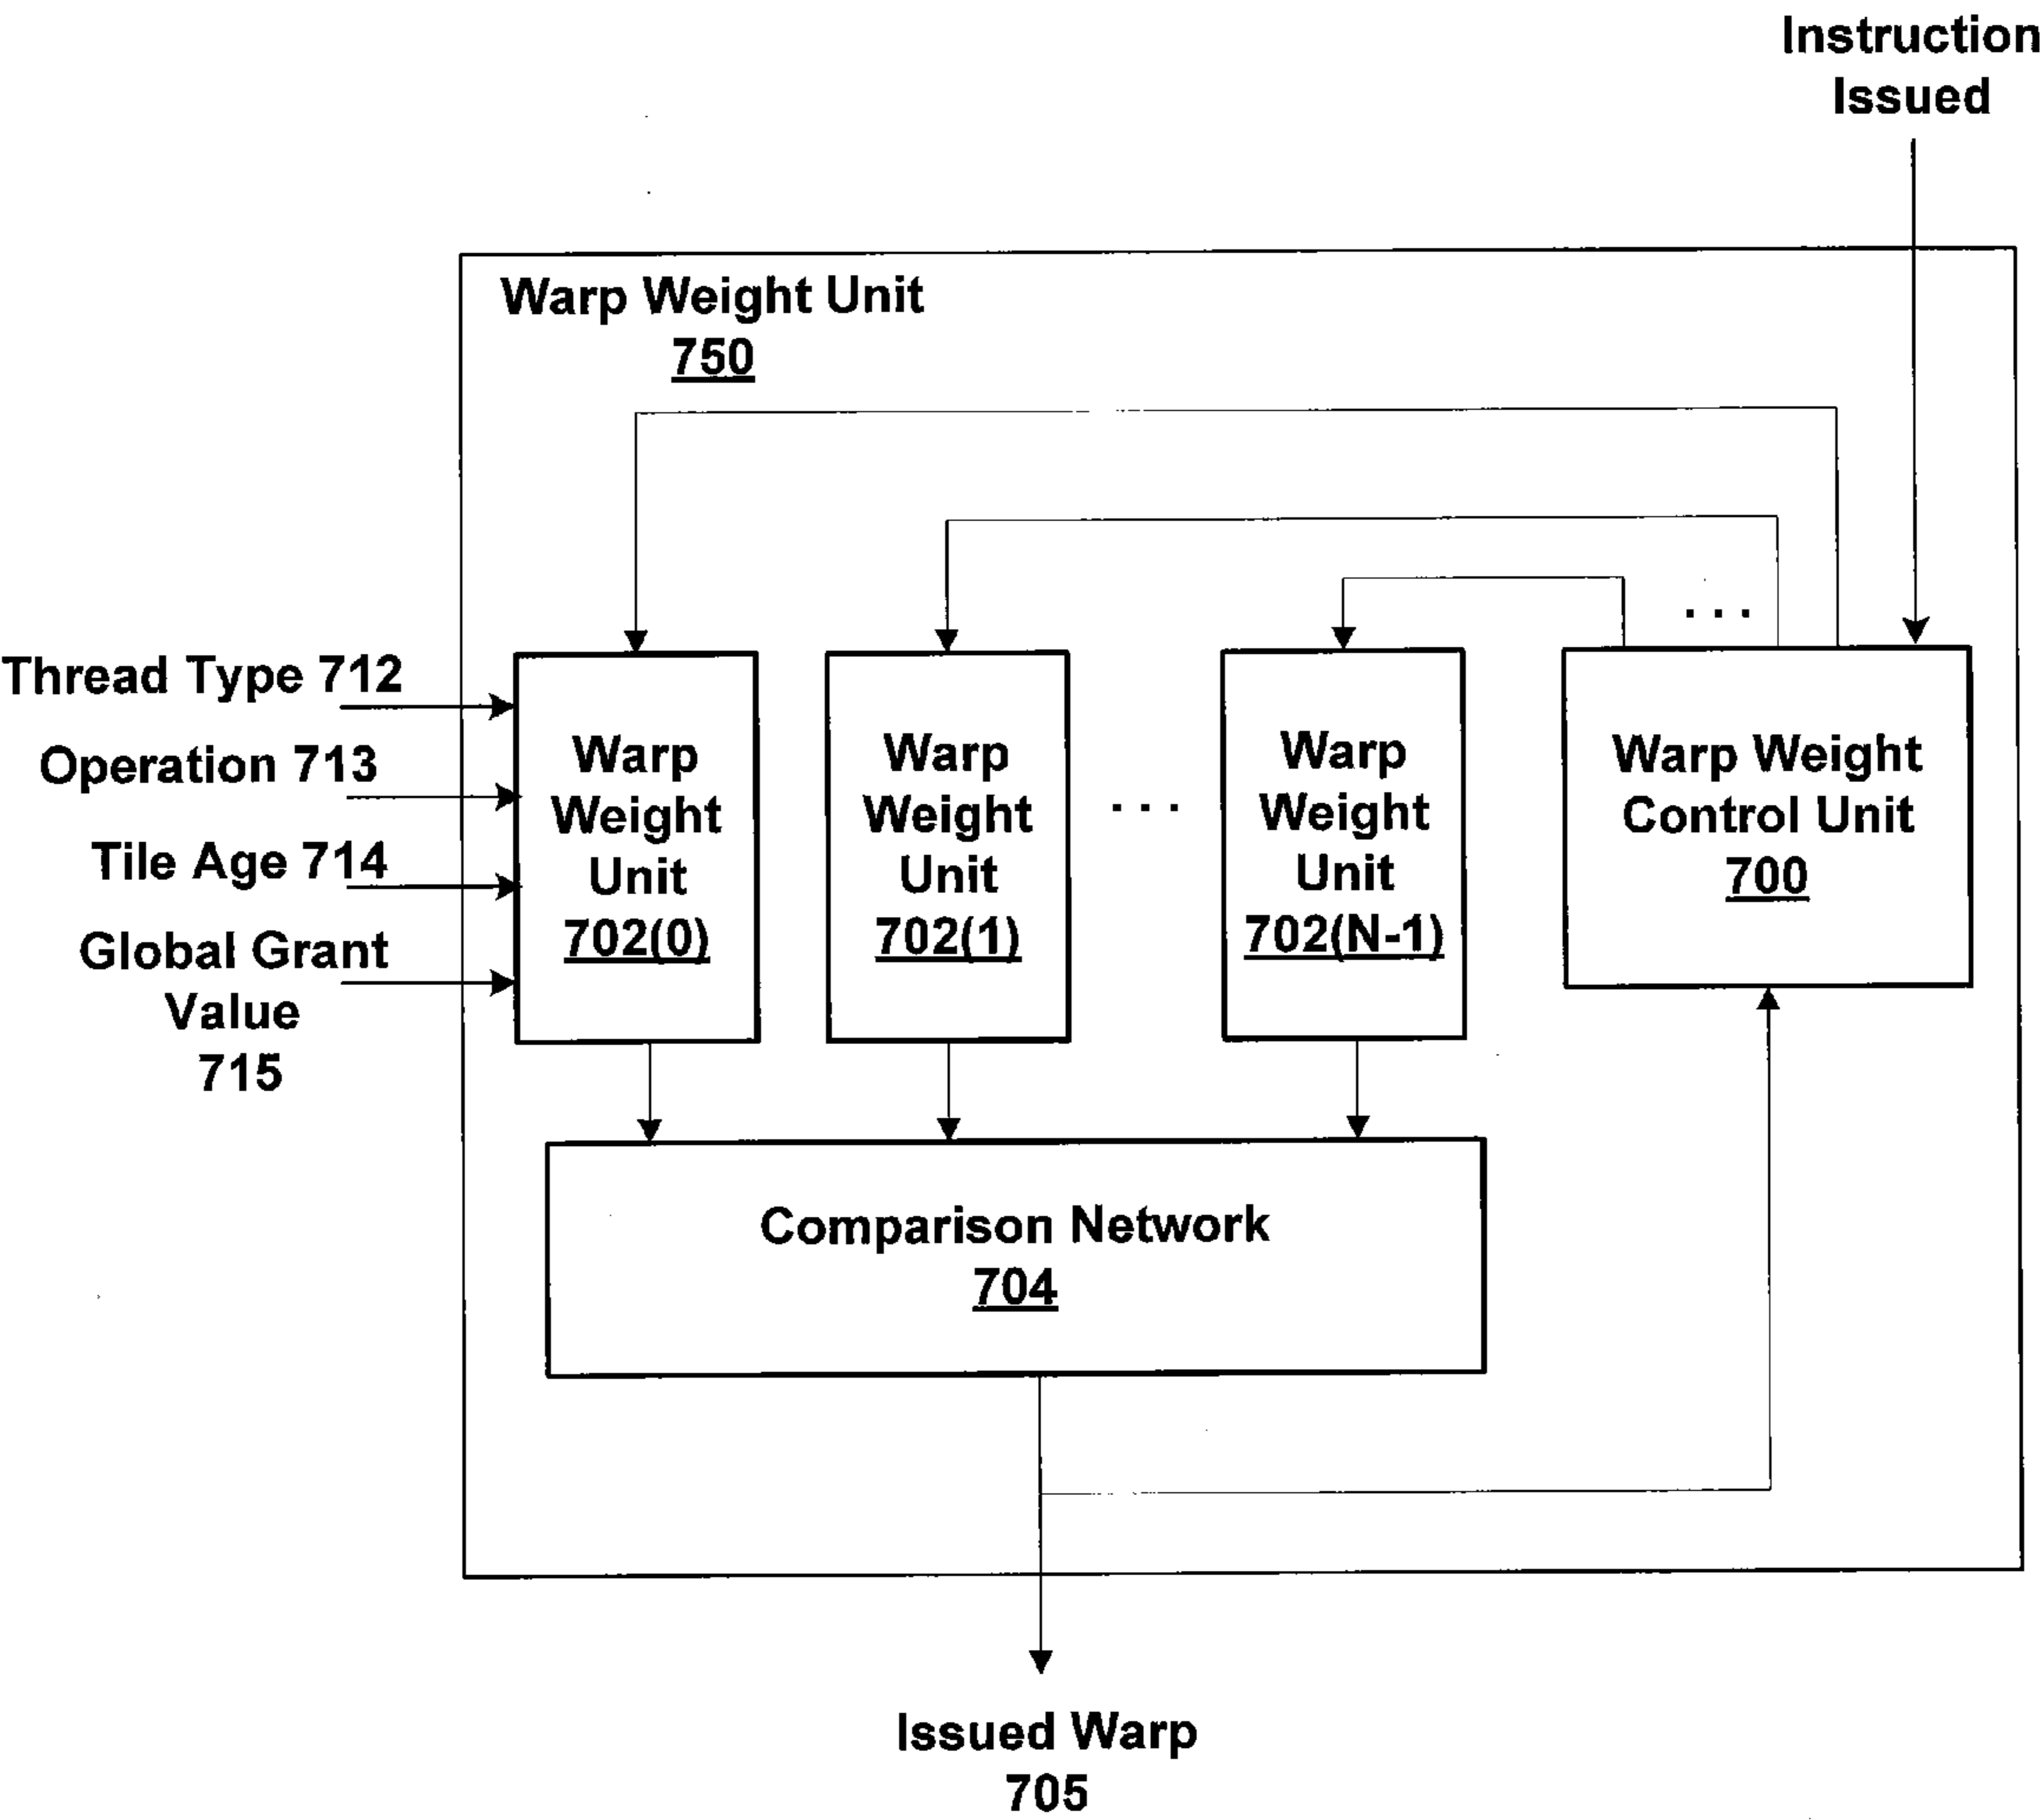 Instruction
Issued
Warp Weight Unit
750
. . .
Thread Type 712
Operation 713
Tile Age 714
Global Grant
Value
715
Warp
Weight
Unit
702(0)
Warp
Weight
Unit
702(1)
. . .
Warp
Weight
Unit
702(N-1)
Warp Weight
Control Unit
700
Comparison Network
704
Issued Warp
705